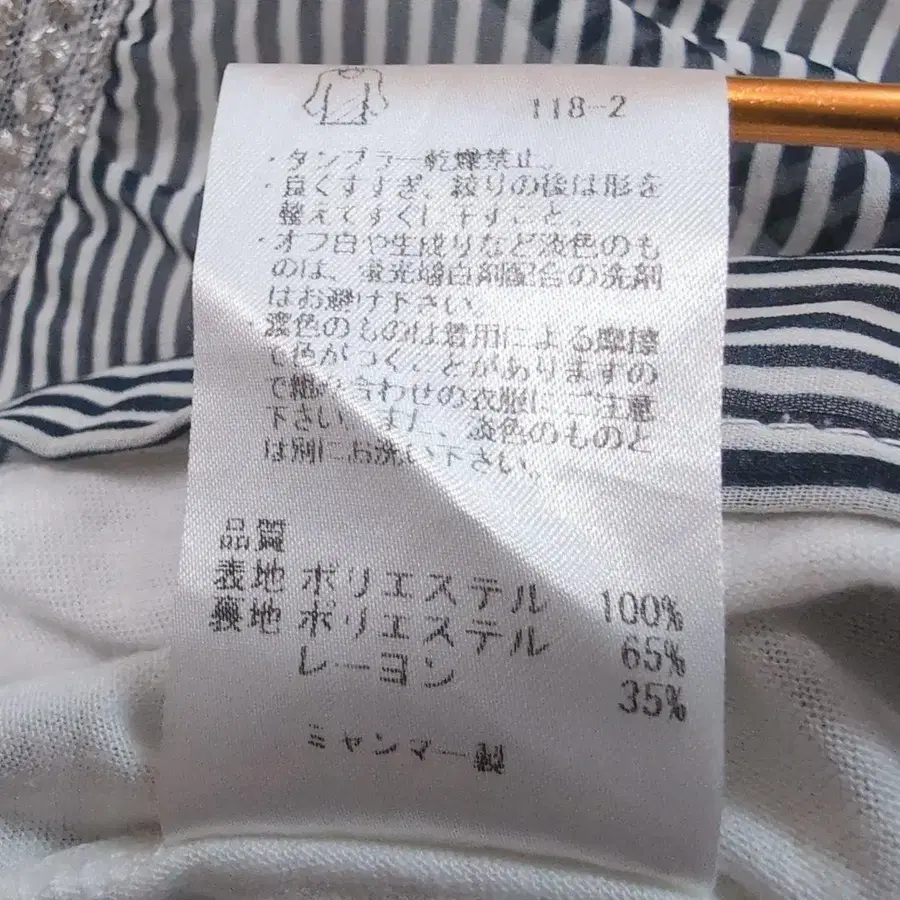 118-2
・タンブラー乾燥禁止。
・良くすすぎ、絞りの後は形を
整えてすぐに干すこと。
・オフ白や生成りなど淡色のも
のは、蛍光増白剤配合の洗剤
はお避け下さい。
・濃色のものは着用による摩擦
で色がつくことがありますの
で組み合わせの衣服にご注意
下さい。また、淡色のものと
は別にお洗い下さい。
品質
表地 ポリエステル 100%
裏地 ポリエステル 65%
レーヨン 35%
ミャンマー製